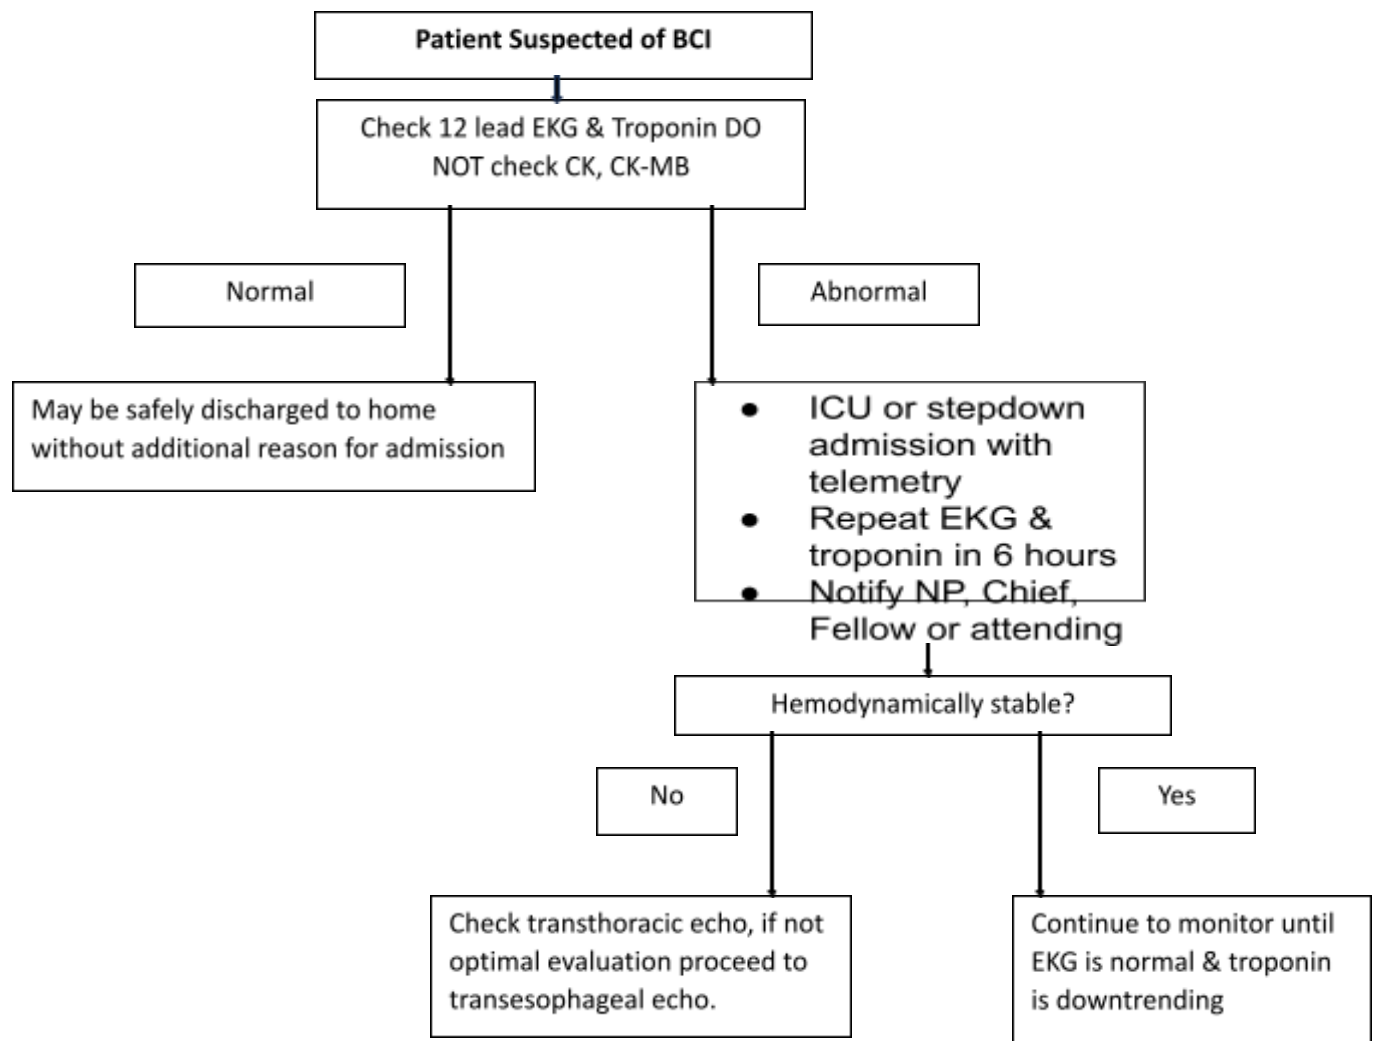 Patient Suspected of BCI
Check 12 lead EKG & Troponin DO
NOT check CK, CK-MB
Normal
Abnormal
May be safely discharged to home
without additional reason for admission
● ICU or stepdown
admission with
telemetry
● Repeat EKG &
troponin in 6 hours
● Notify NP, Chief,
Fellow or attending
Hemodynamically stable?
No
Yes
Check transthoracic echo, if not
optimal evaluation proceed to
transesophageal echo.
Continue to monitor until
EKG is normal & troponin
is downtrending